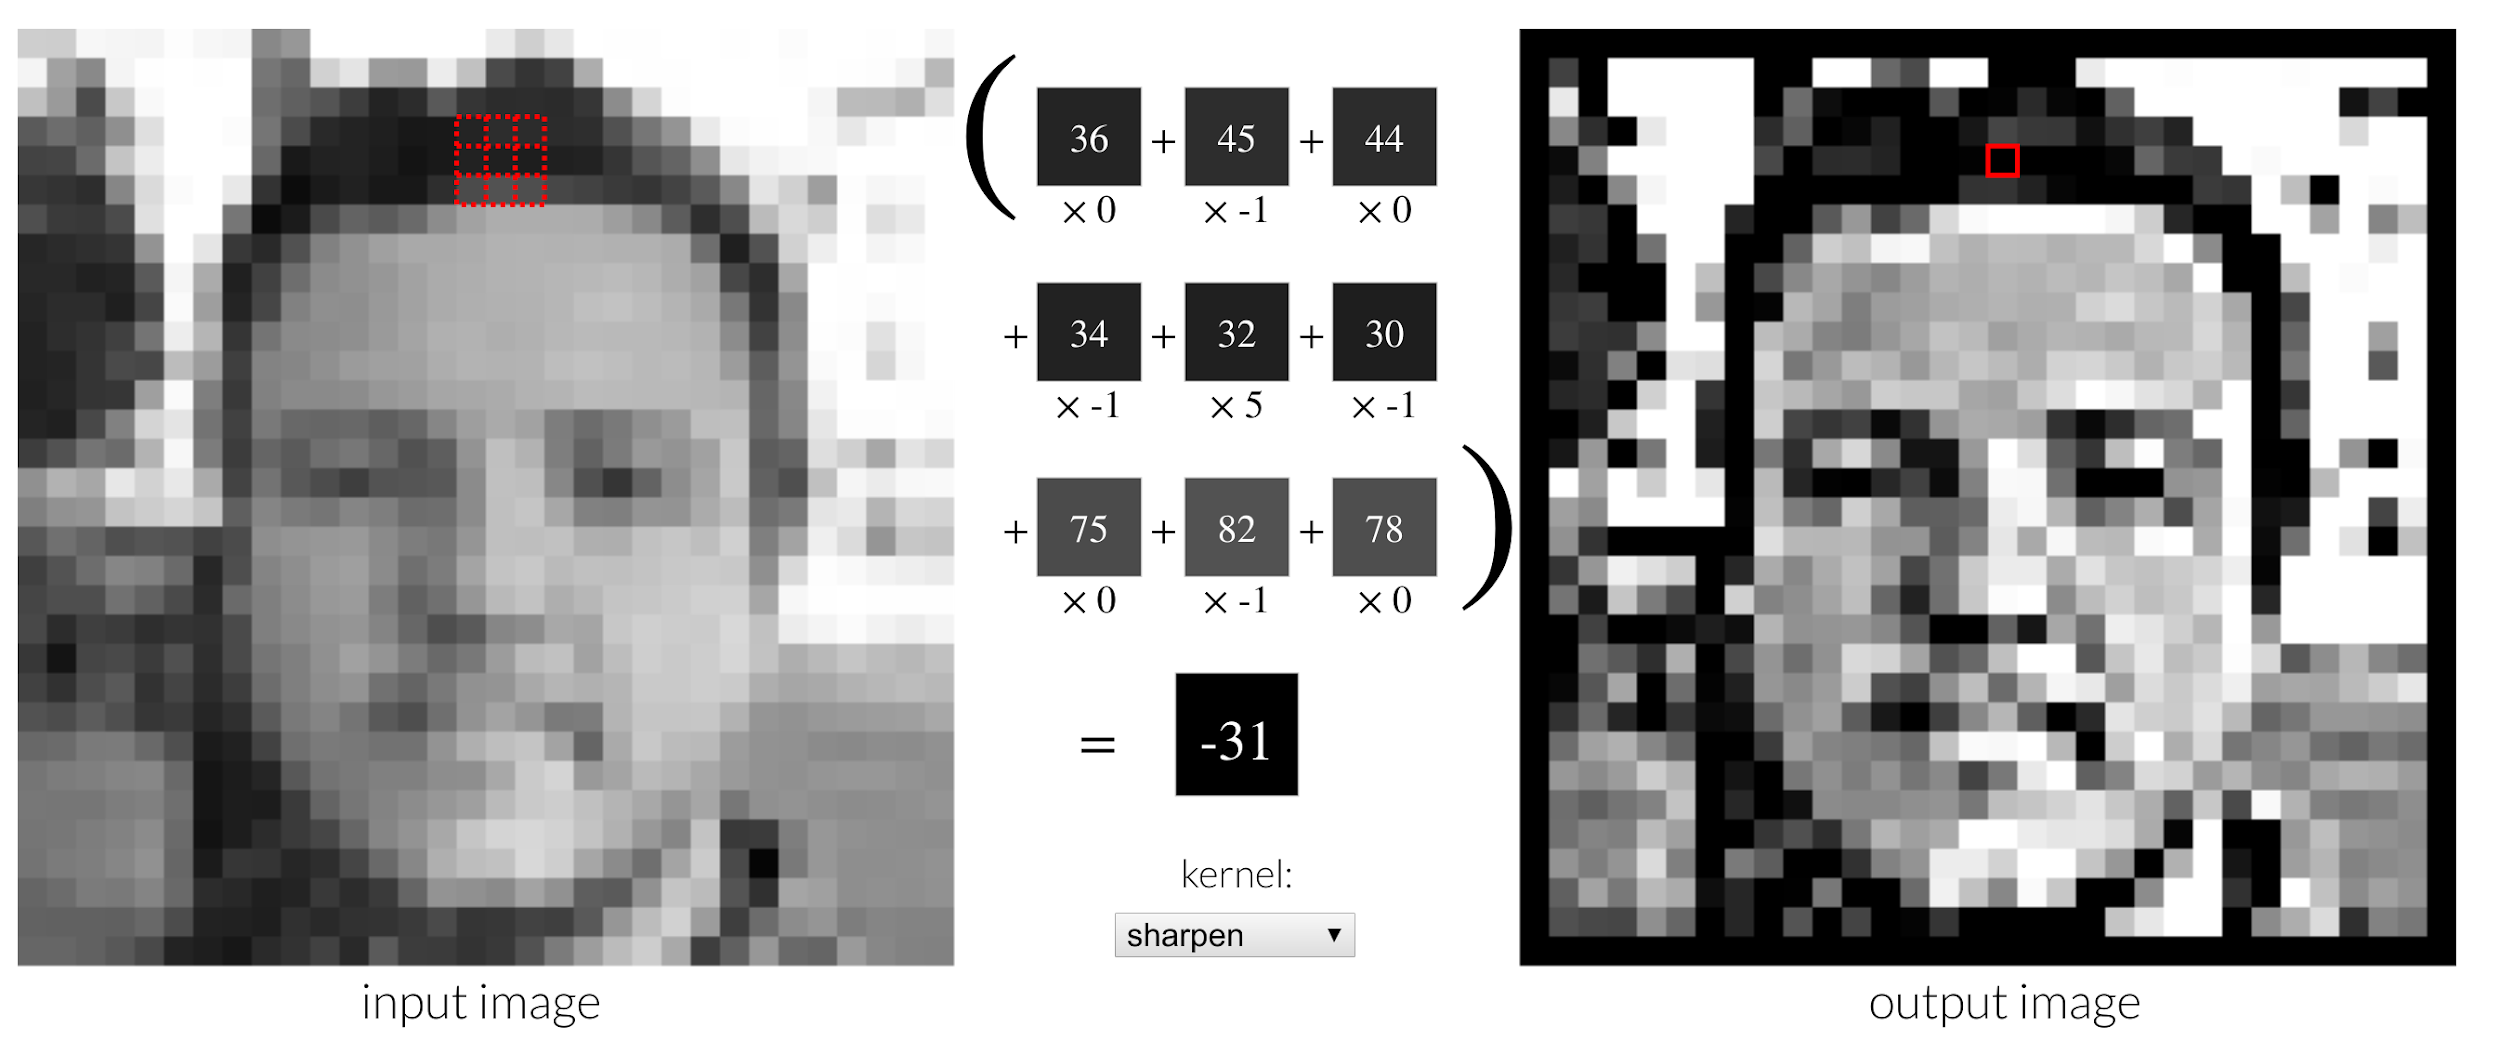 36 + 45 + 44
× 0 × -1 × 0
+ 34 + 32 + 30
× -1 × 5 × -1
+ 75 + 82 + 78
× 0 × -1 × 0
= -31
kernel:
sharpen
input image
output image